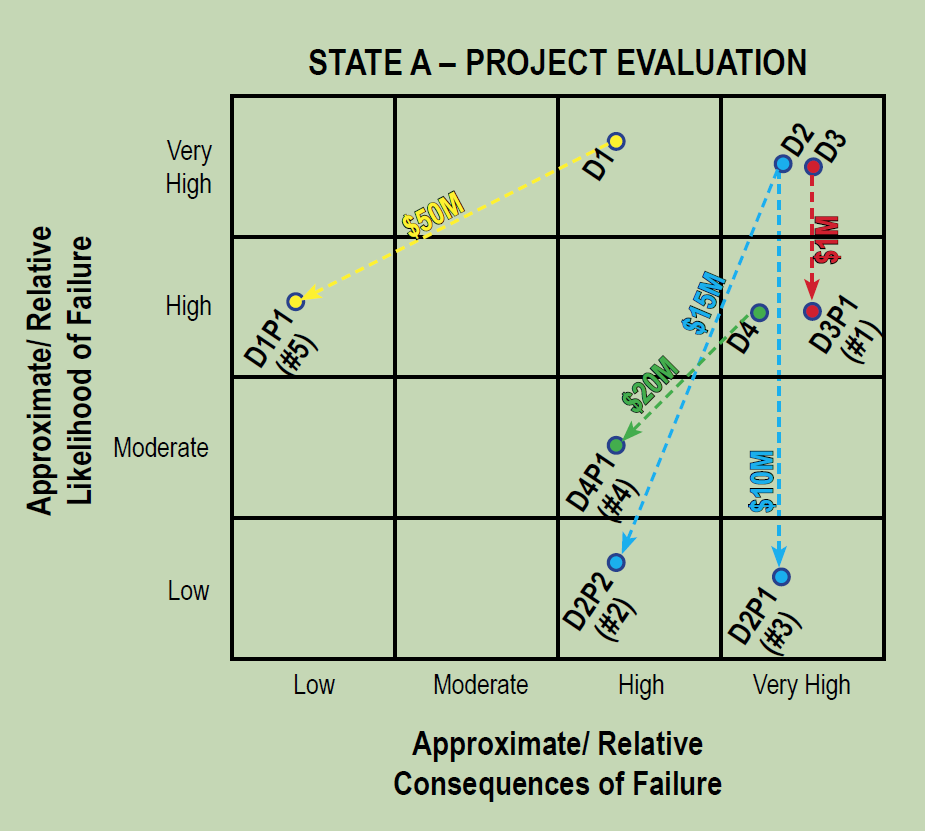 STATE A – PROJECT EVALUATION
Approximate/ Relative
Likelihood of Failure
Very
High
High
Moderate
Low
D1
D2
D3
$50M
$1M
$15M
D1P1
(#5)
D4
D3P1
(#1)
$20M
D4P1
(#4)
$10M
D2P2
(#2)
D2P1
(#3)
Low
Moderate
High
Very High
Approximate/ Relative
Consequences of Failure